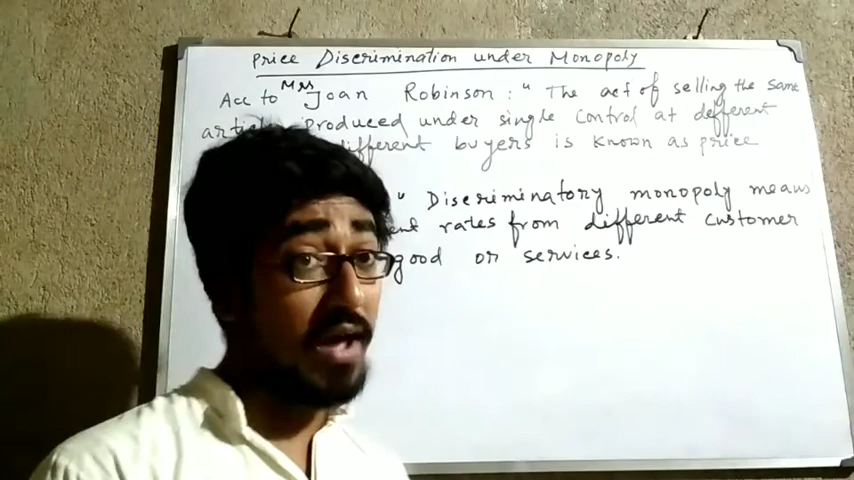 Price Discrimination under Monopoly
Acc to Mrs Joan Robinson : " The act of selling the same
article produced under single control at different
different buyers is known as price
" Discriminatory monopoly means
rates from different customer
good or services.